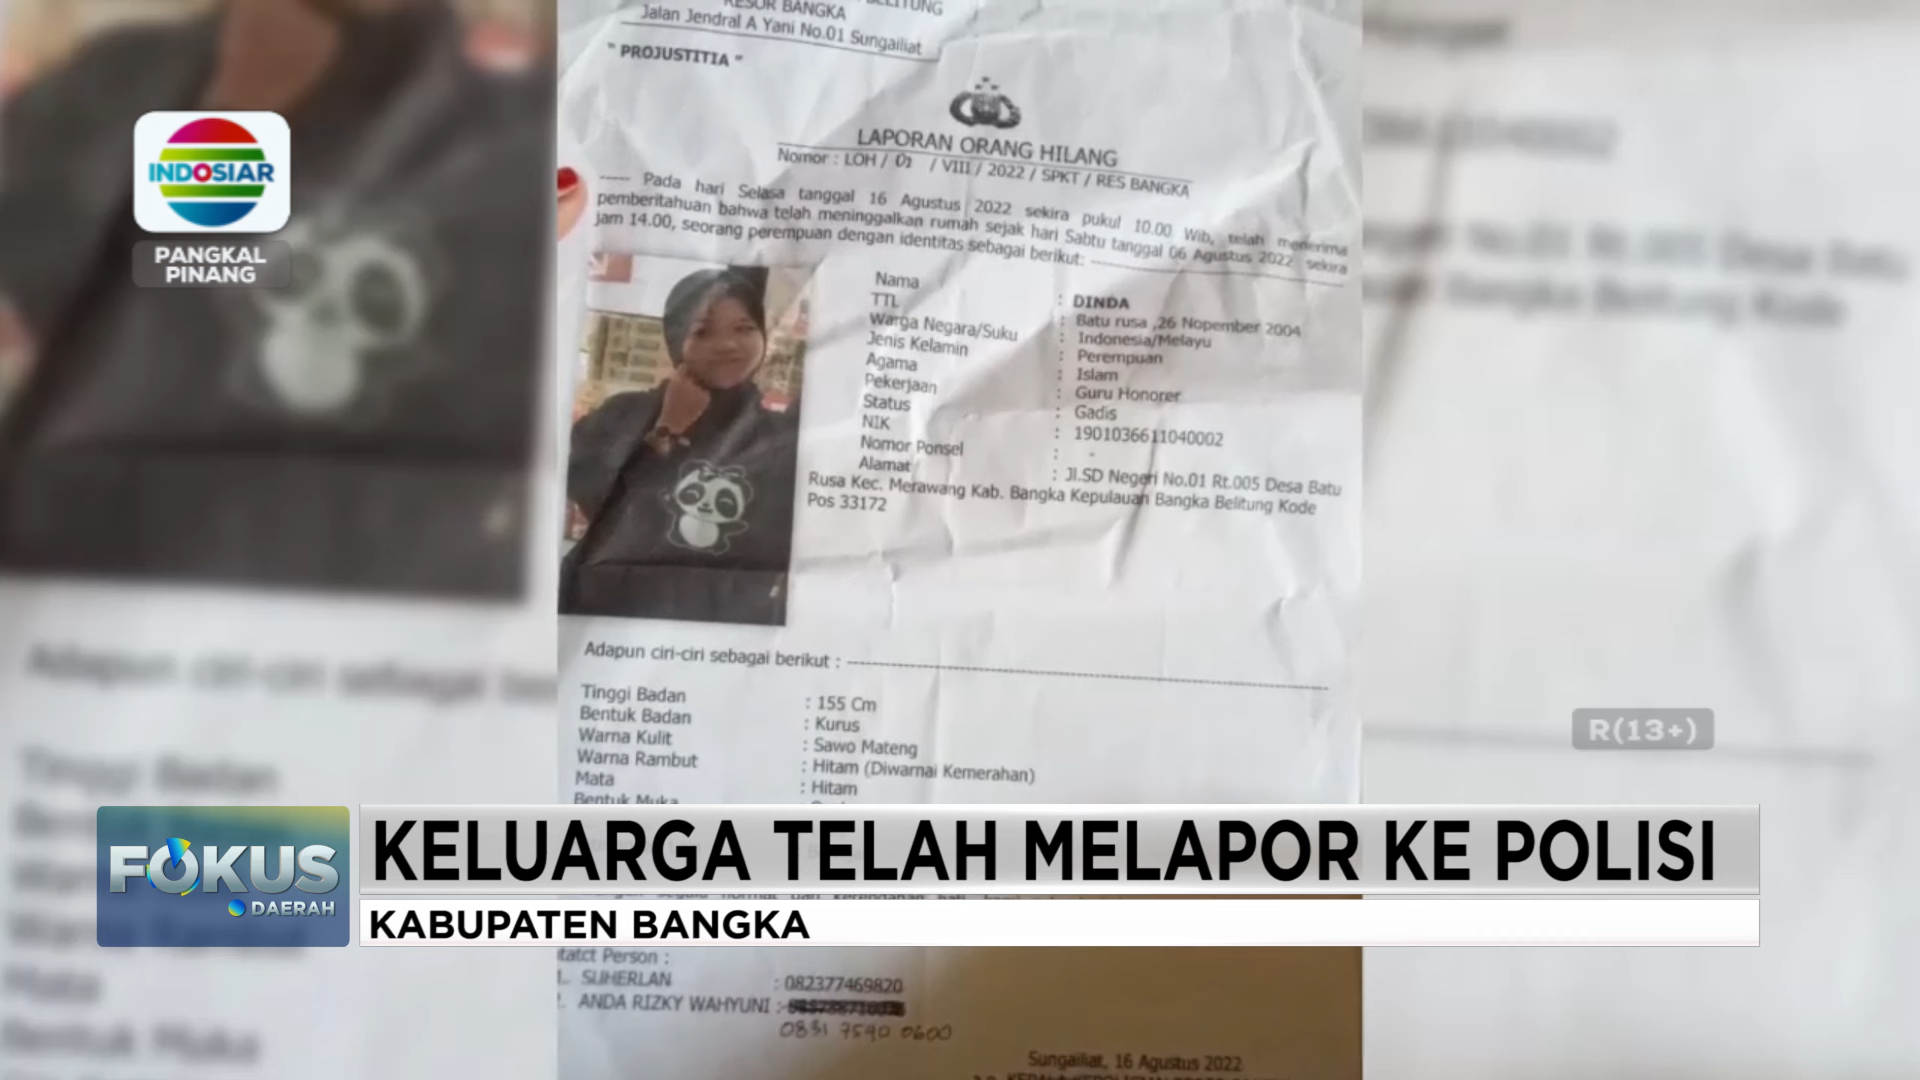 RESOR BANGKA
Jalan Jendral A Yani No.01 Sungailiat
" PROJUSTITIA "
LAPORAN ORANG HILANG
Nomor : LOH / 01 / VIII / 2022 / SPKT / RES BANGKA
----- Pada hari Selasa tanggal 16 Agustus 2022 sekira pukul 10.00 Wib, telah menerima
pemberitahuan bahwa telah meninggalkan rumah sejak hari Sabtu tanggal 06 Agustus 2022 sekira
jam 14.00, seorang perempuan dengan identitas sebagai berikut:
Nama : DINDA
TTL : Batu rusa ,26 Nopember 2004
Warga Negara/Suku : Indonesia/Melayu
Jenis Kelamin : Perempuan
Agama : Islam
Pekerjaan : Guru Honorer
Status : Gadis
NIK : 1901036611040002
Nomor Ponsel : -
Alamat : Jl.SD Negeri No.01 Rt.005 Desa Batu
Rusa Kec. Merawang Kab. Bangka Kepulauan Bangka Belitung Kode
Pos 33172
Adapun ciri-ciri sebagai berikut :
Tinggi Badan : 155 Cm
Bentuk Badan : Kurus
Warna Kulit : Sawo Mateng
Warna Rambut : Hitam (Diwarnai Kemerahan)
Mata : Hitam
Bentuk Muka
INDOSIAR
PANGKAL
PINANG
R(13+)
FOKUS
DAERAH
KELUARGA TELAH MELAPOR KE POLISI
KABUPATEN BANGKA
Person :
SUHERLAN : 082377469820
ANDA RIZKY WAHYUNI :
0831 7590 0600
Sungailiat, 16 Agustus 2022